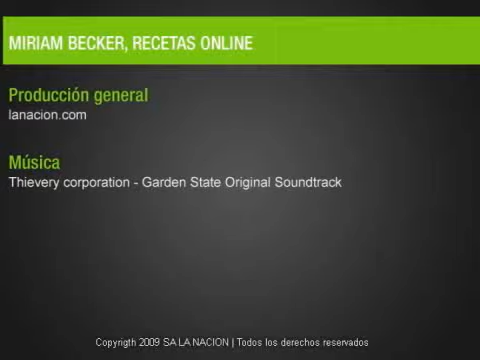 MIRIAM BECKER, RECETAS ONLINE
Producción general
lanacion.com
Música
Thievery corporation - Garden State Original Soundtrack
Copyrigth 2009 SA LA NACION | Todos los derechos reservados